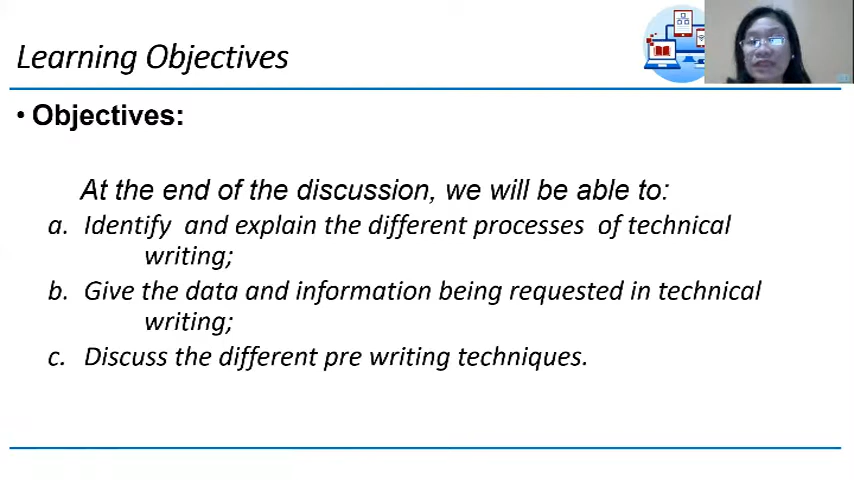 Learning Objectives
• Objectives:
At the end of the discussion, we will be able to:
a. Identify and explain the different processes of technical
writing;
b. Give the data and information being requested in technical
writing;
c. Discuss the different pre writing techniques.